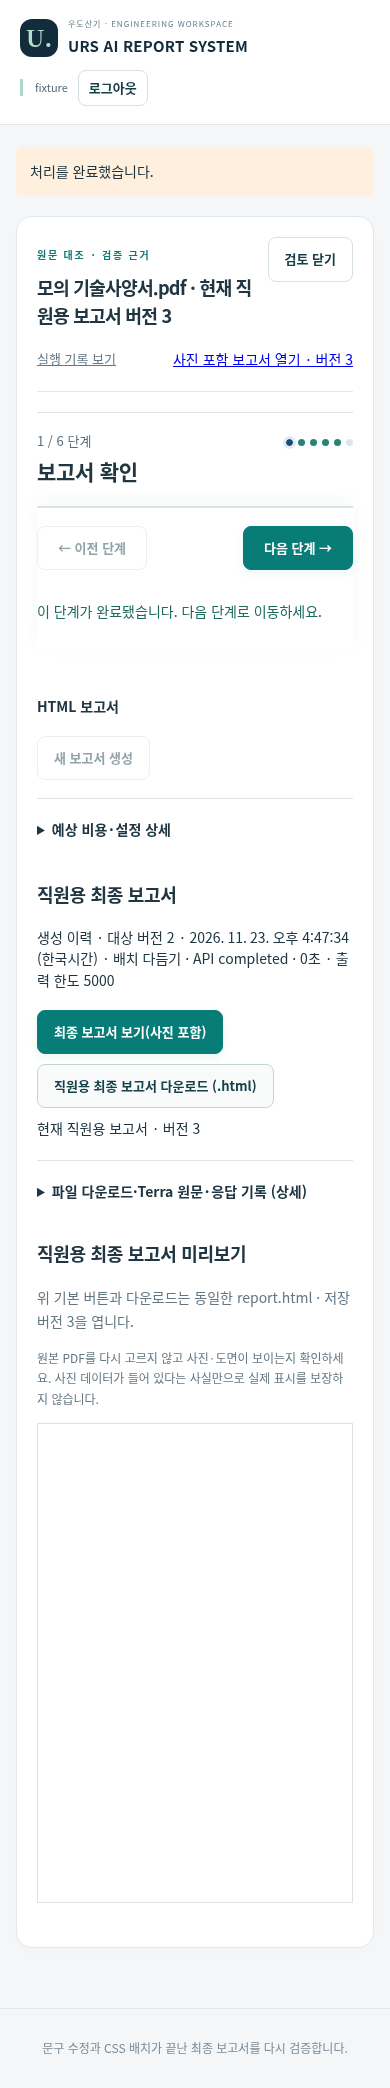 우도산기 · ENGINEERING WORKSPACE
U.
URS AI REPORT SYSTEM
fixture
로그아웃
처리를 완료했습니다.
원문 대조 · 검증 근거
검토 닫기
모의 기술사양서.pdf · 현재 직
원용 보고서 버전 3
실행 기록 보기
사진 포함 보고서 열기 · 버전 3
1 / 6 단계
보고서 확인
← 이전 단계
다음 단계 →
이 단계가 완료됐습니다. 다음 단계로 이동하세요.
HTML 보고서
새 보고서 생성
▶ 예상 비용·설정 상세
직원용 최종 보고서
생성 이력 · 대상 버전 2 · 2026. 11. 23. 오후 4:47:34
(한국시간) · 배치 다듬기 · API completed · 0초 · 출
력 한도 5000
최종 보고서 보기(사진 포함)
직원용 최종 보고서 다운로드 (.html)
현재 직원용 보고서 · 버전 3
▶ 파일 다운로드·Terra 원문·응답 기록 (상세)
직원용 최종 보고서 미리보기
위 기본 버튼과 다운로드는 동일한 report.html · 저장
버전 3을 엽니다.
원본 PDF를 다시 고르지 않고 사진·도면이 보이는지 확인하세
요. 사진 데이터가 들어 있다는 사실만으로 실제 표시를 보장하
지 않습니다.
문구 수정과 CSS 배치가 끝난 최종 보고서를 다시 검증합니다.